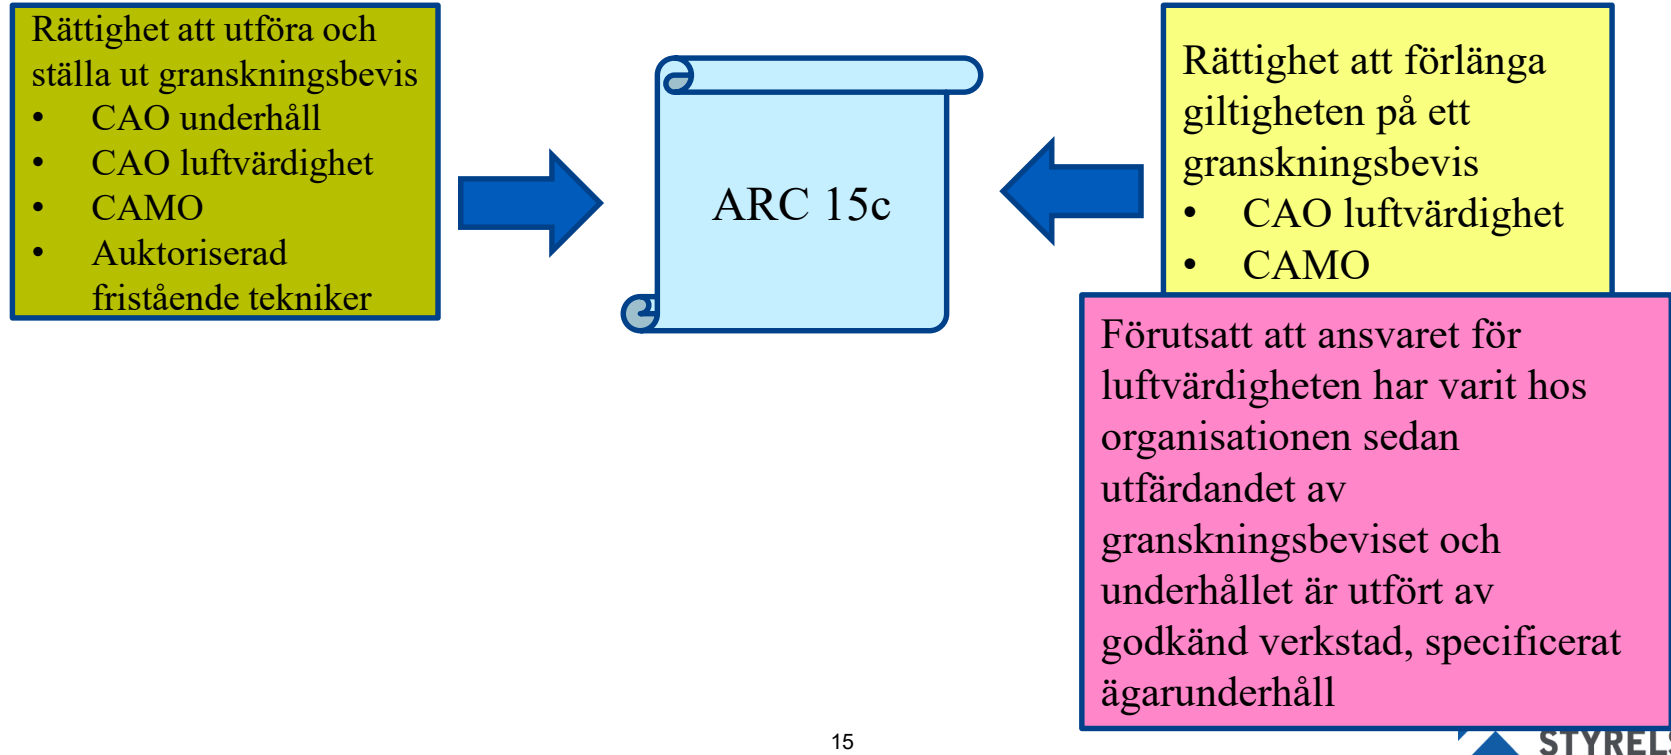 Rättighet att utföra och
ställa ut granskningsbevis
• CAO underhåll
• CAO luftvärdighet
• CAMO
• Auktoriserad
fristående tekniker
ARC 15c
Rättighet att förlänga
giltigheten på ett
granskningsbevis
• CAO luftvärdighet
• CAMO
Förutsatt att ansvaret för
luftvärdigheten har varit hos
organisationen sedan
utfärdandet av
granskningsbeviset och
underhållet är utfört av
godkänd verkstad, specificerat
ägarunderhåll
15